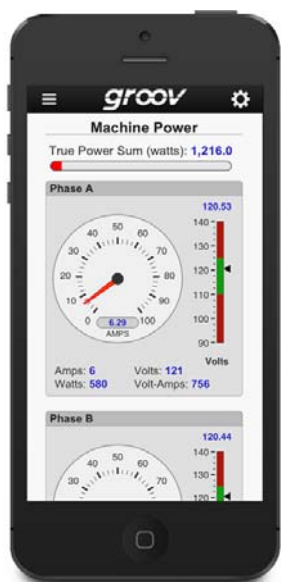 groov
Machine Power
True Power Sum (watts): 1,216.0
Phase A
120.53
0 10 20 30 40 50 60 70 80 90 100
6.29
AMPS
140
130
120
110
100
90
Volts
Amps: 6 Volts: 121
Watts: 580 Volt-Amps: 756
Phase B
120.44
30 40 50 60 70
140
130
120